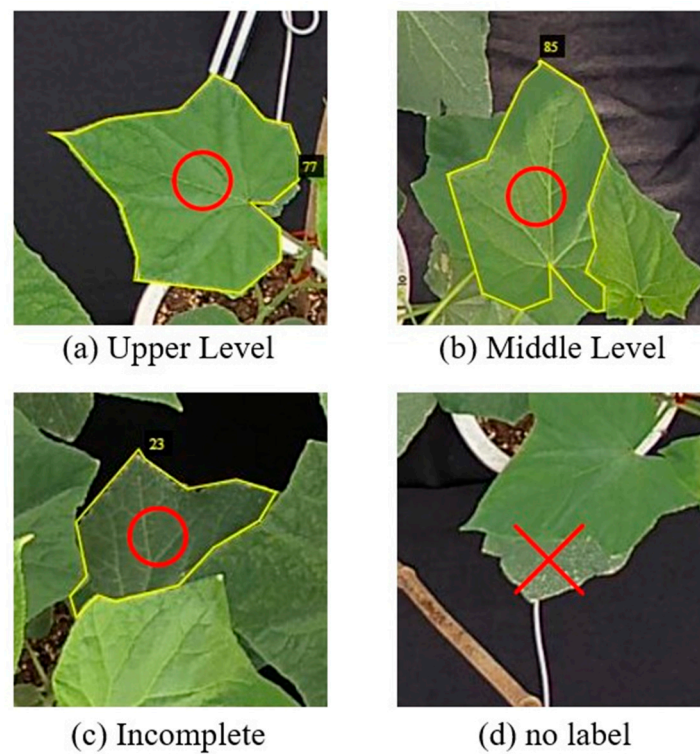 85
77
(a) Upper Level
(b) Middle Level
23
(c) Incomplete
(d) no label